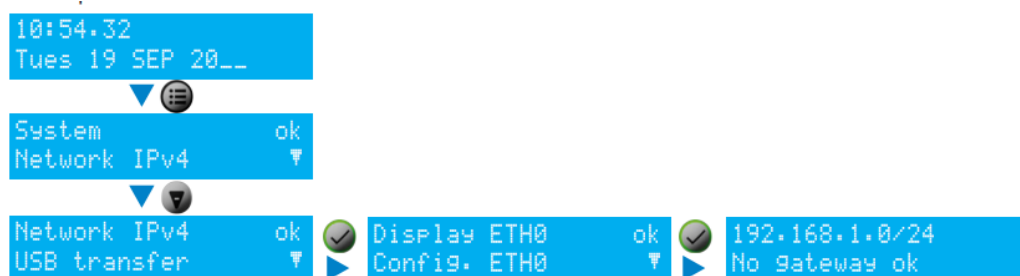 10:54.32
Tues 19 SEP 20__
System ok
Network IPv4
Network IPv4 ok
USB transfer
Display ETH0 ok
Config. ETH0
192.168.1.0/24
No gateway ok